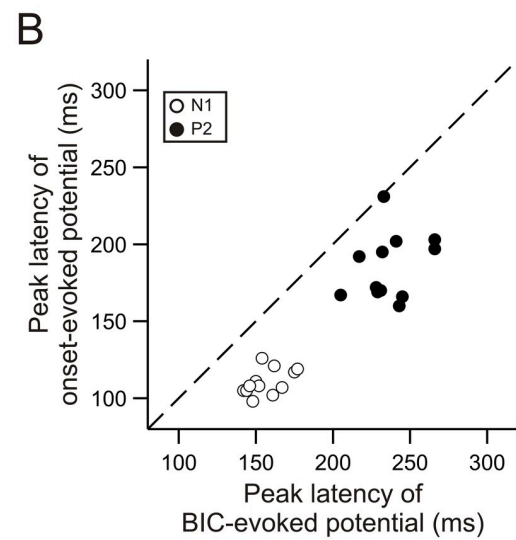 B
Peak latency of
onset-evoked potential (ms)
300
250
200
150
100
N1
P2
100 150 200 250 300
Peak latency of
BIC-evoked potential (ms)